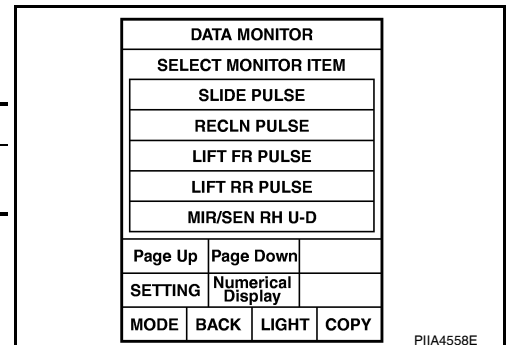 DATA MONITOR
SELECT MONITOR ITEM
SLIDE PULSE
RECLN PULSE
LIFT FR PULSE
LIFT RR PULSE
MIR/SEN RH U-D
Page Up Page Down
SETTING Numerical Display
MODE BACK LIGHT COPY
PIIA4558E